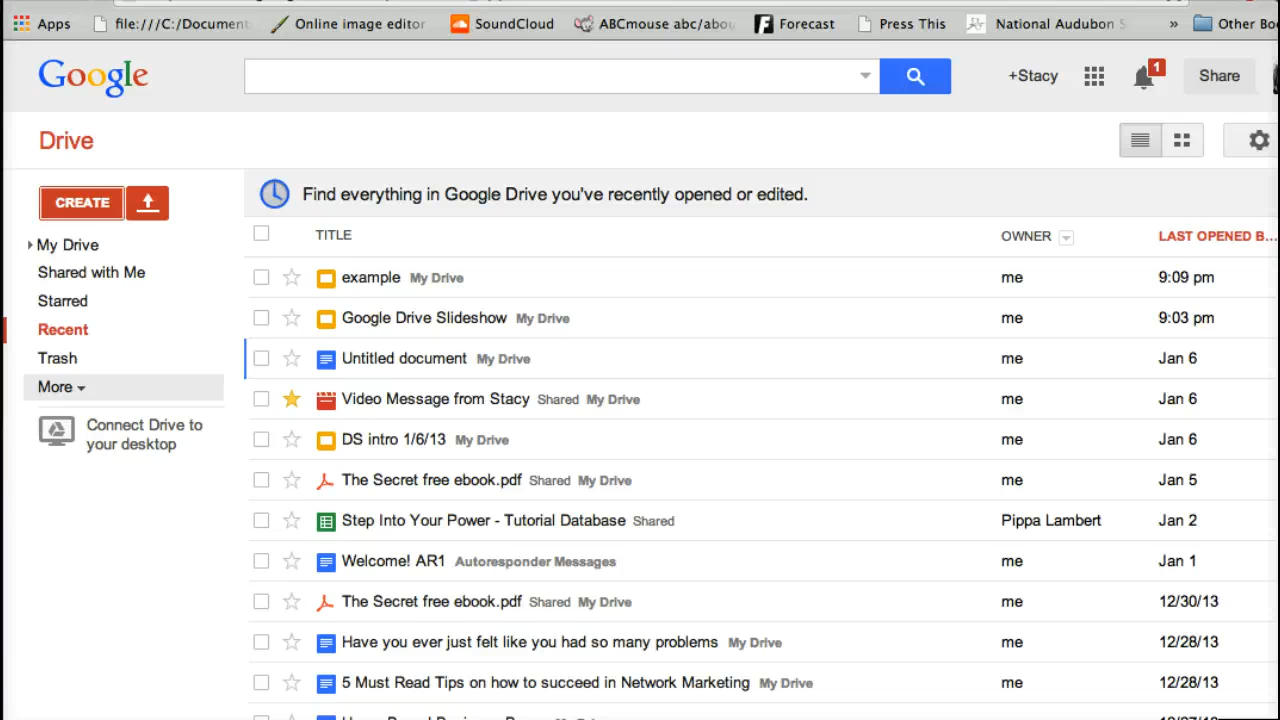 Apps file:///C:/Document Online image editor SoundCloud ABCmouse abc/abou Forecast Press This National Audubon S » Other Bo
Google +Stacy 1 Share
Drive
CREATE
Find everything in Google Drive you've recently opened or edited.
TITLE OWNER LAST OPENED B...
My Drive
Shared with Me
Starred
Recent
Trash
More
Connect Drive to
your desktop
example My Drive me 9:09 pm
Google Drive Slideshow My Drive me 9:03 pm
Untitled document My Drive me Jan 6
Video Message from Stacy Shared My Drive me Jan 6
DS intro 1/6/13 My Drive me Jan 6
The Secret free ebook.pdf Shared My Drive me Jan 5
Step Into Your Power - Tutorial Database Shared Pippa Lambert Jan 2
Welcome! AR1 Autoresponder Messages me Jan 1
The Secret free ebook.pdf Shared My Drive me 12/30/13
Have you ever just felt like you had so many problems My Drive me 12/28/13
5 Must Read Tips on how to succeed in Network Marketing My Drive me 12/28/13